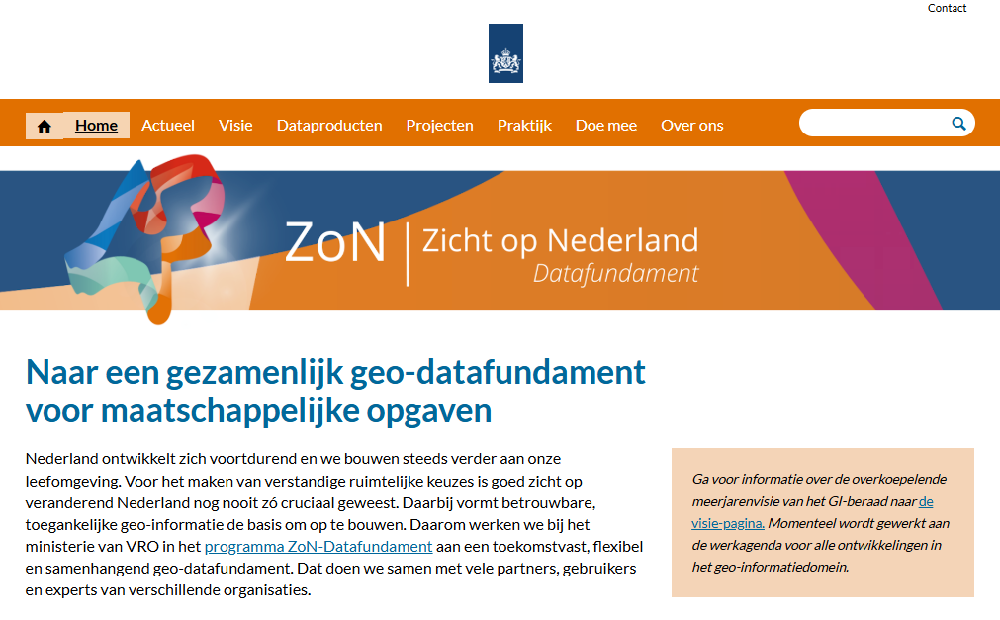 Contact
Home
Actueel
Visie
Dataproducten
Projecten
Praktijk
Doe mee
Over ons
ZoN | Zicht op Nederland
Datafundament
Naar een gezamenlijk geo-datafundament
voor maatschappelijke opgaven
Nederland ontwikkelt zich voortdurend en we bouwen steeds verder aan onze
leefomgeving. Voor het maken van verstandige ruimtelijke keuzes is goed zicht op
veranderend Nederland nog nooit zó cruciaal geweest. Daarbij vormt betrouwbare,
toegankelijke geo-informatie de basis om op te bouwen. Daarom werken we bij het
ministerie van VRO in het programma ZoN-Datafundament aan een toekomstvast, flexibel
en samenhangend geo-datafundament. Dat doen we samen met vele partners, gebruikers
en experts van verschillende organisaties.
Ga voor informatie over de overkoepelende
meerjarenvisie van het GI-beraad naar de
visie-pagina. Momenteel wordt gewerkt aan
de werkagenda voor alle ontwikkelingen in
het geo-informatiedomein.